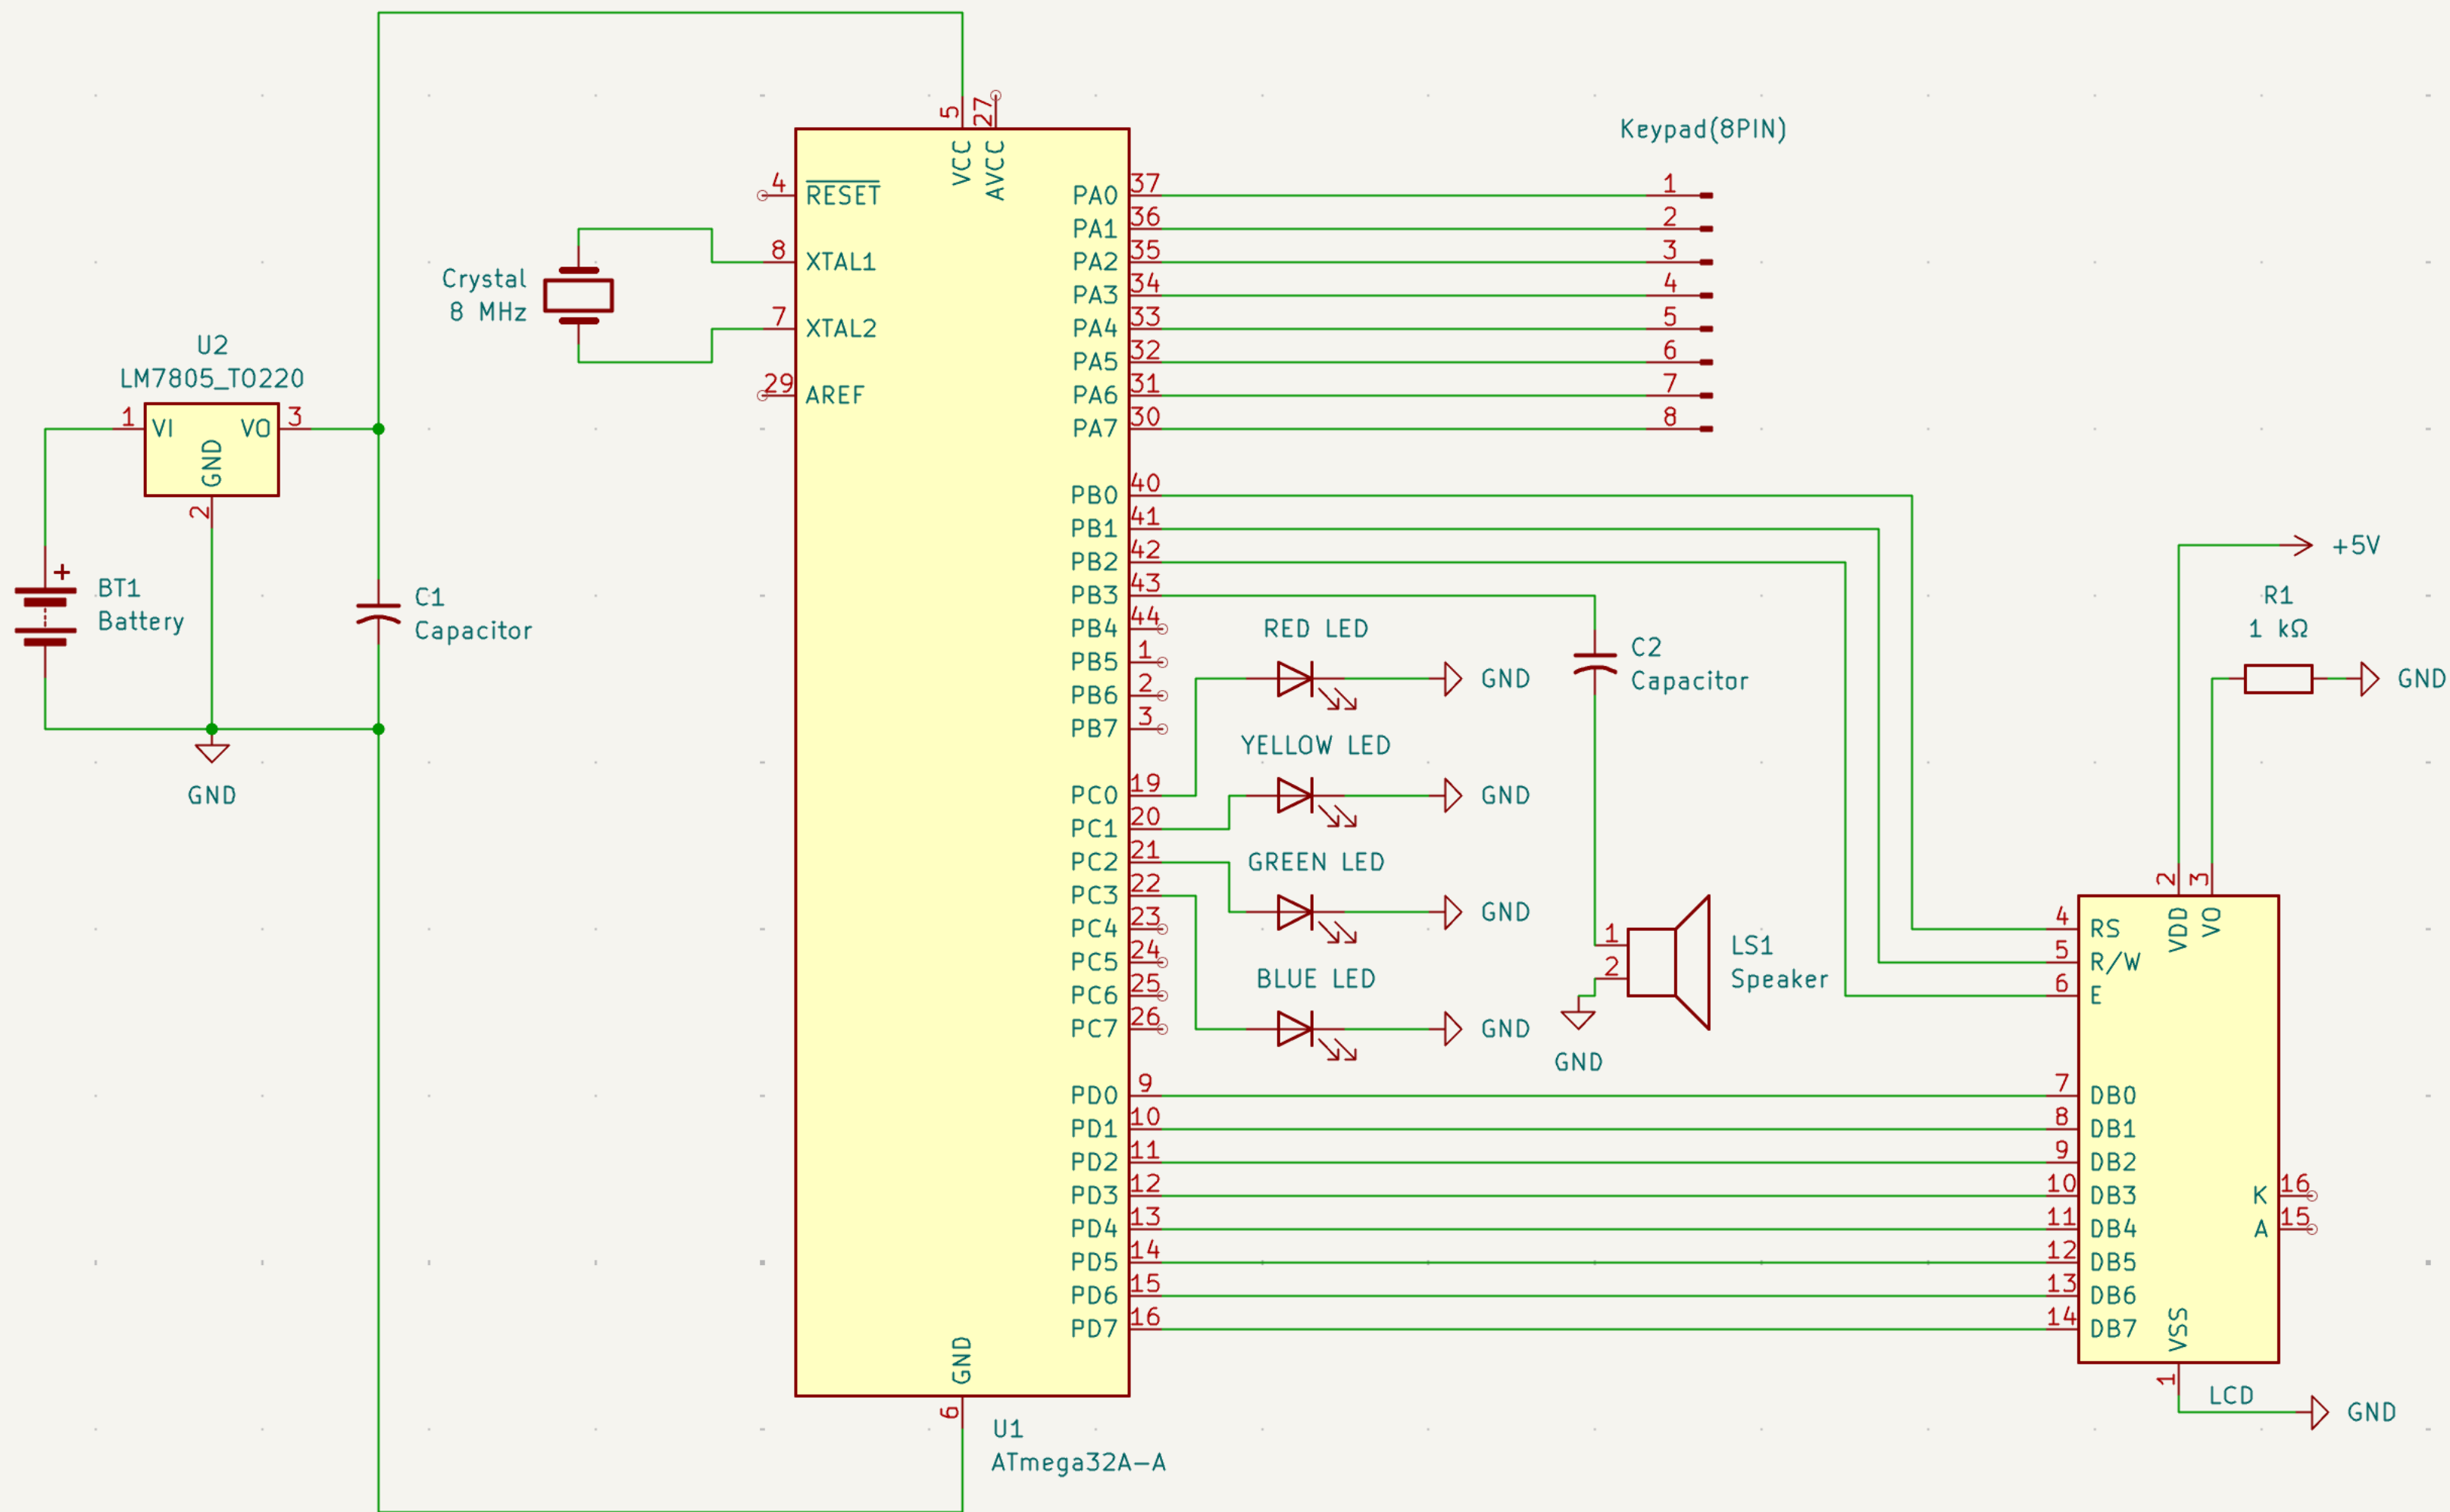 Keypad(8PIN)
5
27
VCC
AVCC
4
RESET
8
XTAL1
7
XTAL2
29
AREF
Crystal
8 MHz
U2
LM7805_TO220
1
VI
VO
3
GND
2
+
BT1
Battery
C1
Capacitor
GND
PA0
37
1
PA1
36
2
PA2
35
3
PA3
34
4
PA4
33
5
PA5
32
6
PA6
31
7
PA7
30
8
PB0
40
PB1
41
PB2
42
PB3
43
PB4
44
PB5
1
PB6
2
PB7
3
RED LED
GND
YELLOW LED
GND
GREEN LED
GND
BLUE LED
GND
C2
Capacitor
PC0
19
PC1
20
PC2
21
PC3
22
PC4
23
PC5
24
PC6
25
PC7
26
1
2
LS1
Speaker
GND
+5V
R1
1 kΩ
GND
2
3
VDD
VO
4
RS
5
R/W
6
E
PD0
9
7
DB0
PD1
10
8
DB1
PD2
11
9
DB2
PD3
12
10
DB3
K
16
PD4
13
11
DB4
A
15
PD5
14
12
DB5
PD6
15
13
DB6
PD7
16
14
DB7
GND
6
U1
ATmega32A-A
VSS
1
LCD
GND